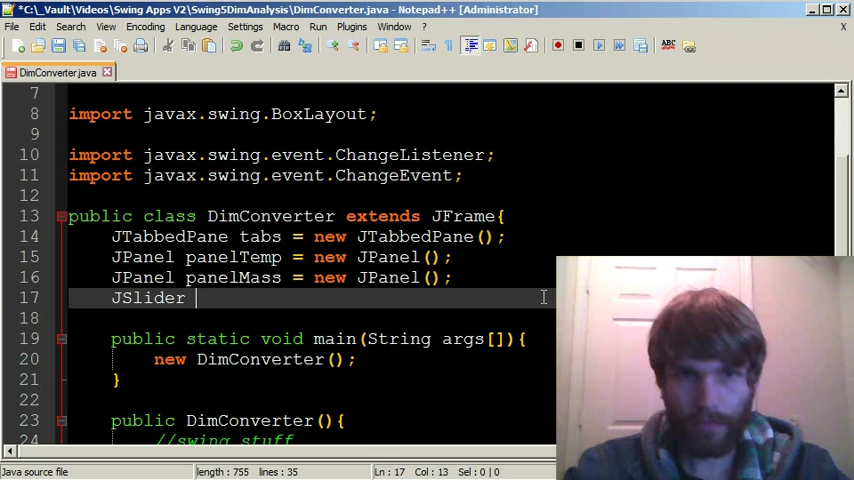 *C:\_Vault\Videos\Swing Apps V2\Swing5DimAnalysis\DimConverter.java - Notepad++ [Administrator]
File Edit Search View Encoding Language Settings Macro Run Plugins Window ? X
DimConverter.java
7
8 import javax.swing.BoxLayout;
9
10 import javax.swing.event.ChangeListener;
11 import javax.swing.event.ChangeEvent;
12
13 public class DimConverter extends JFrame{
14 JTabbedPane tabs = new JTabbedPane();
15 JPanel panelTemp = new JPanel();
16 JPanel panelMass = new JPanel();
17 JSlider
18
19 public static void main(String args[]){
20 new DimConverter();
21 }
22
23 public DimConverter(){
24 //swing stuff
Java source file length : 755 lines : 35 Ln : 17 Col : 13 Sel : 0 | 0